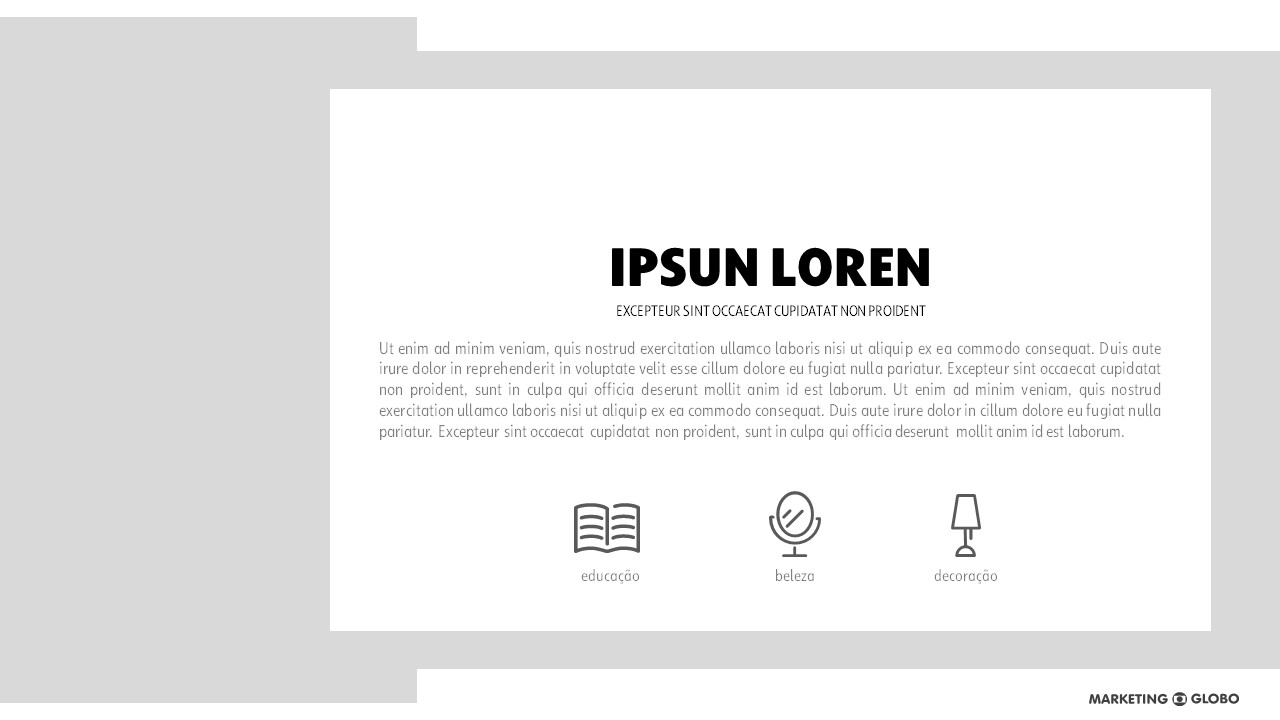 IPSUN LOREN
EXCEPTEUR SINT OCCAECAT CUPIDATAT NON PROIDENT
Ut enim ad minim veniam, quis nostrud exercitation ullamco laboris nisi ut aliquip ex ea commodo consequat. Duis aute
irure dolor in reprehenderit in voluptate velit esse cillum dolore eu fugiat nulla pariatur. Excepteur sint occaecat cupidatat
non proident, sunt in culpa qui officia deserunt mollit anim id est laborum. Ut enim ad minim veniam, quis nostrud
exercitation ullamco laboris nisi ut aliquip ex ea commodo consequat. Duis aute irure dolor in cillum dolore eu fugiat nulla
pariatur. Excepteur sint occaecat cupidatat non proident, sunt in culpa qui officia deserunt mollit anim id est laborum.
educação
beleza
decoração
MARKETING GLOBO